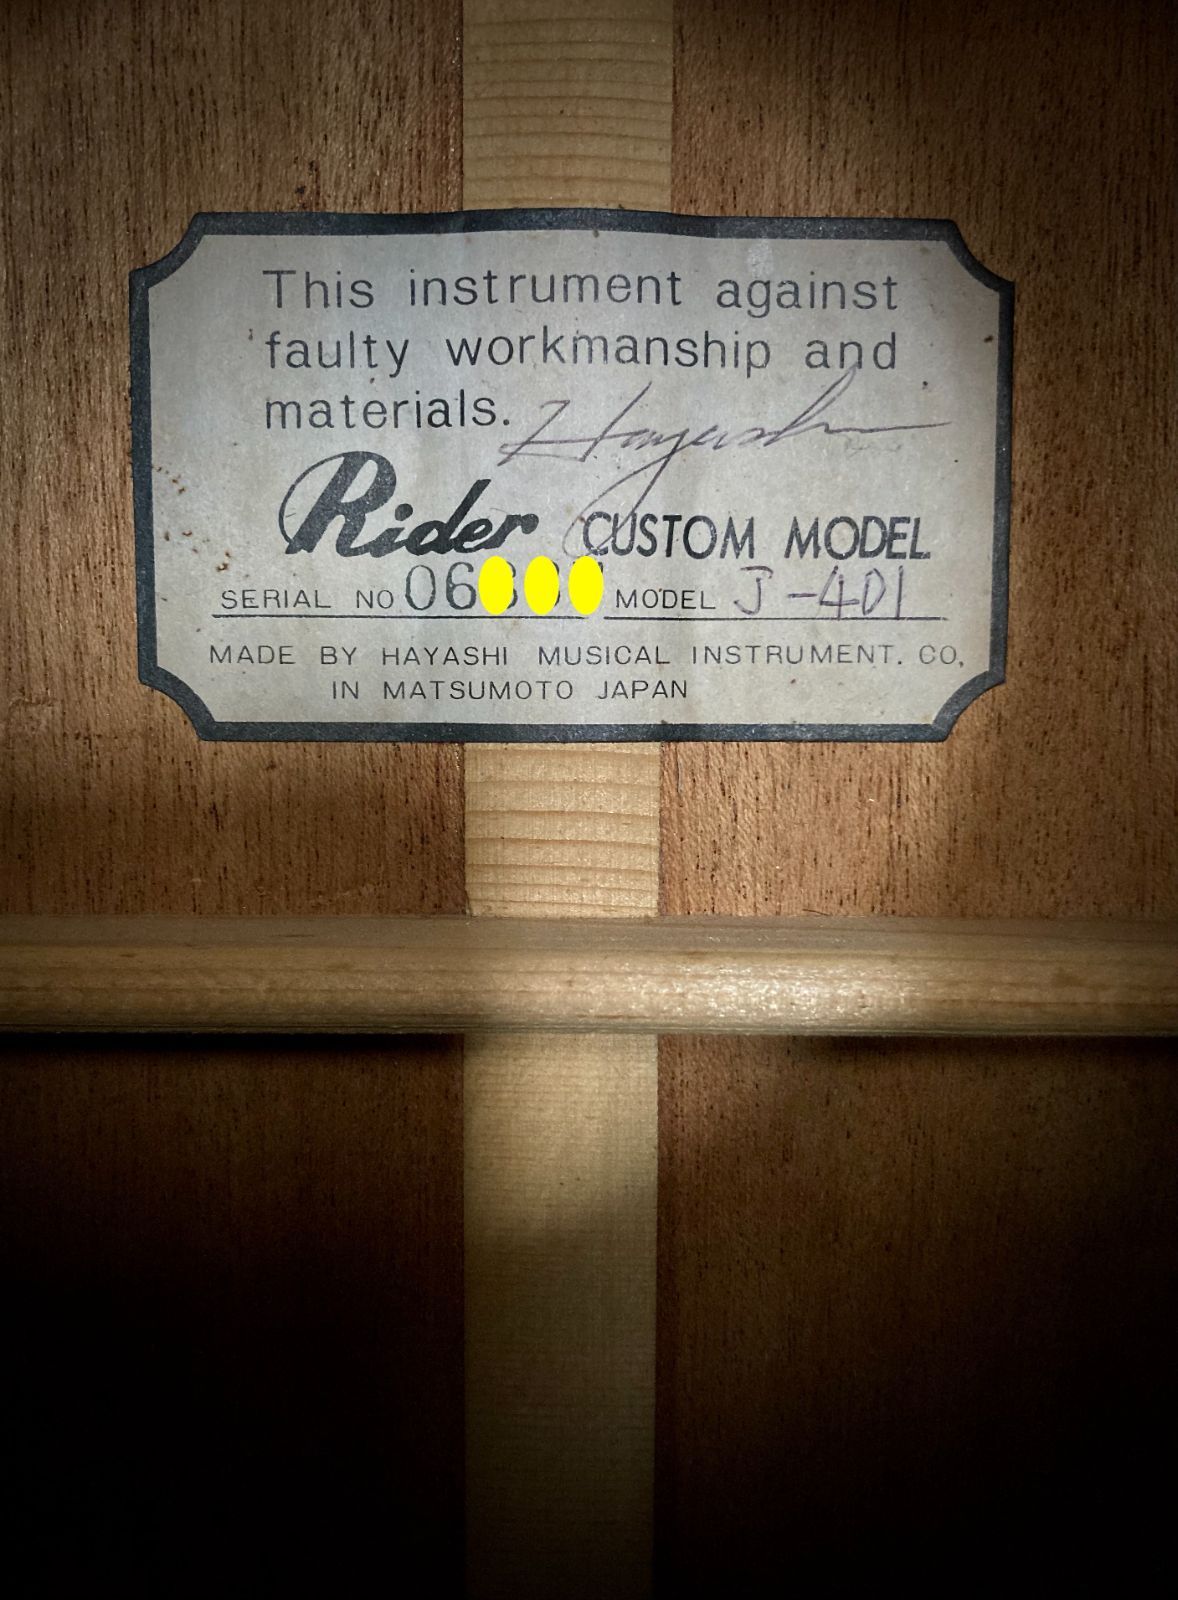 This instrument against
faulty workmanship and
materials. Hayashi
Rider CUSTOM MODEL
SERIAL NO 06 MODEL J-401
MADE BY HAYASHI MUSICAL INSTRUMENT. CO,
IN MATSUMOTO JAPAN